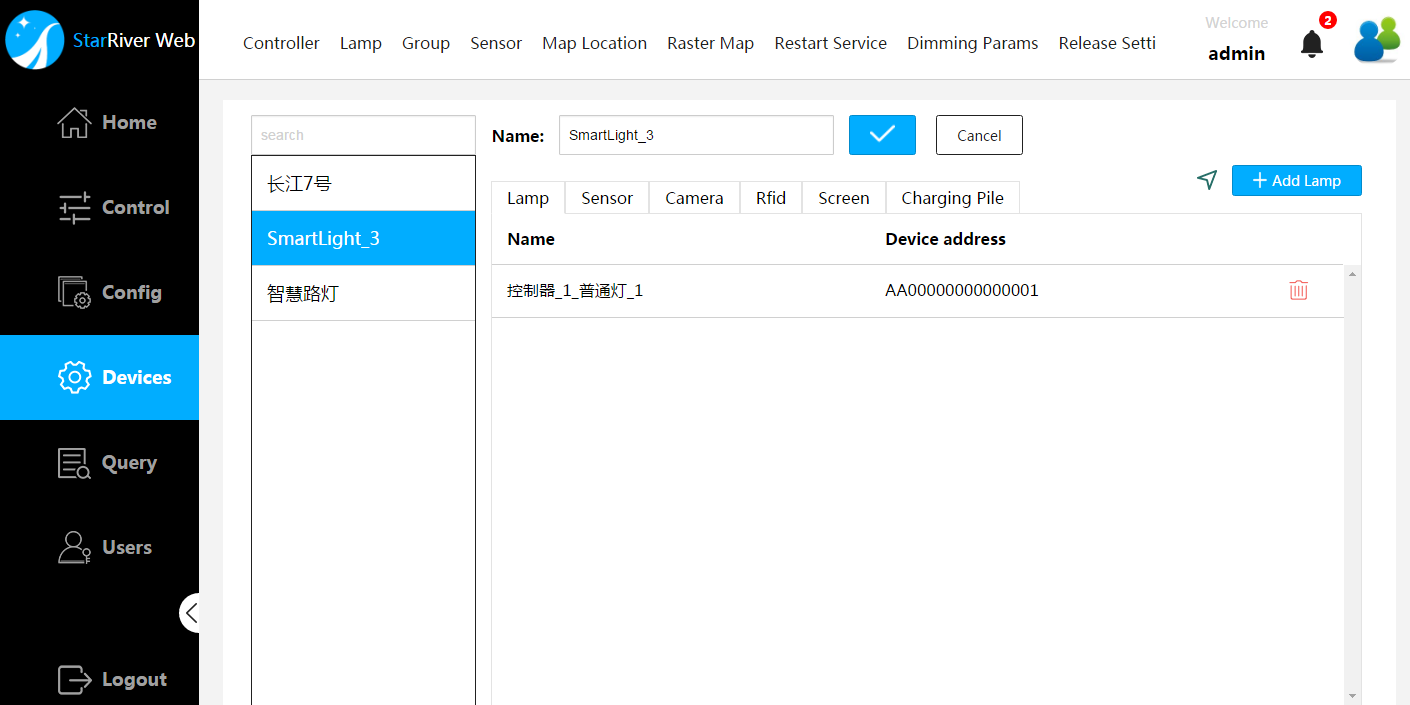 StarRiver Web
Controller Lamp Group Sensor Map Location Raster Map Restart Service Dimming Params Release Setti
Welcome
admin
2
Home
Control
Config
Devices
Query
Users
Logout
search
长江7号
SmartLight_3
智慧路灯
Name: SmartLight_3 Cancel
Add Lamp
Lamp Sensor Camera Rfid Screen Charging Pile
Name Device address
控制器_1_普通灯_1 AA00000000000001